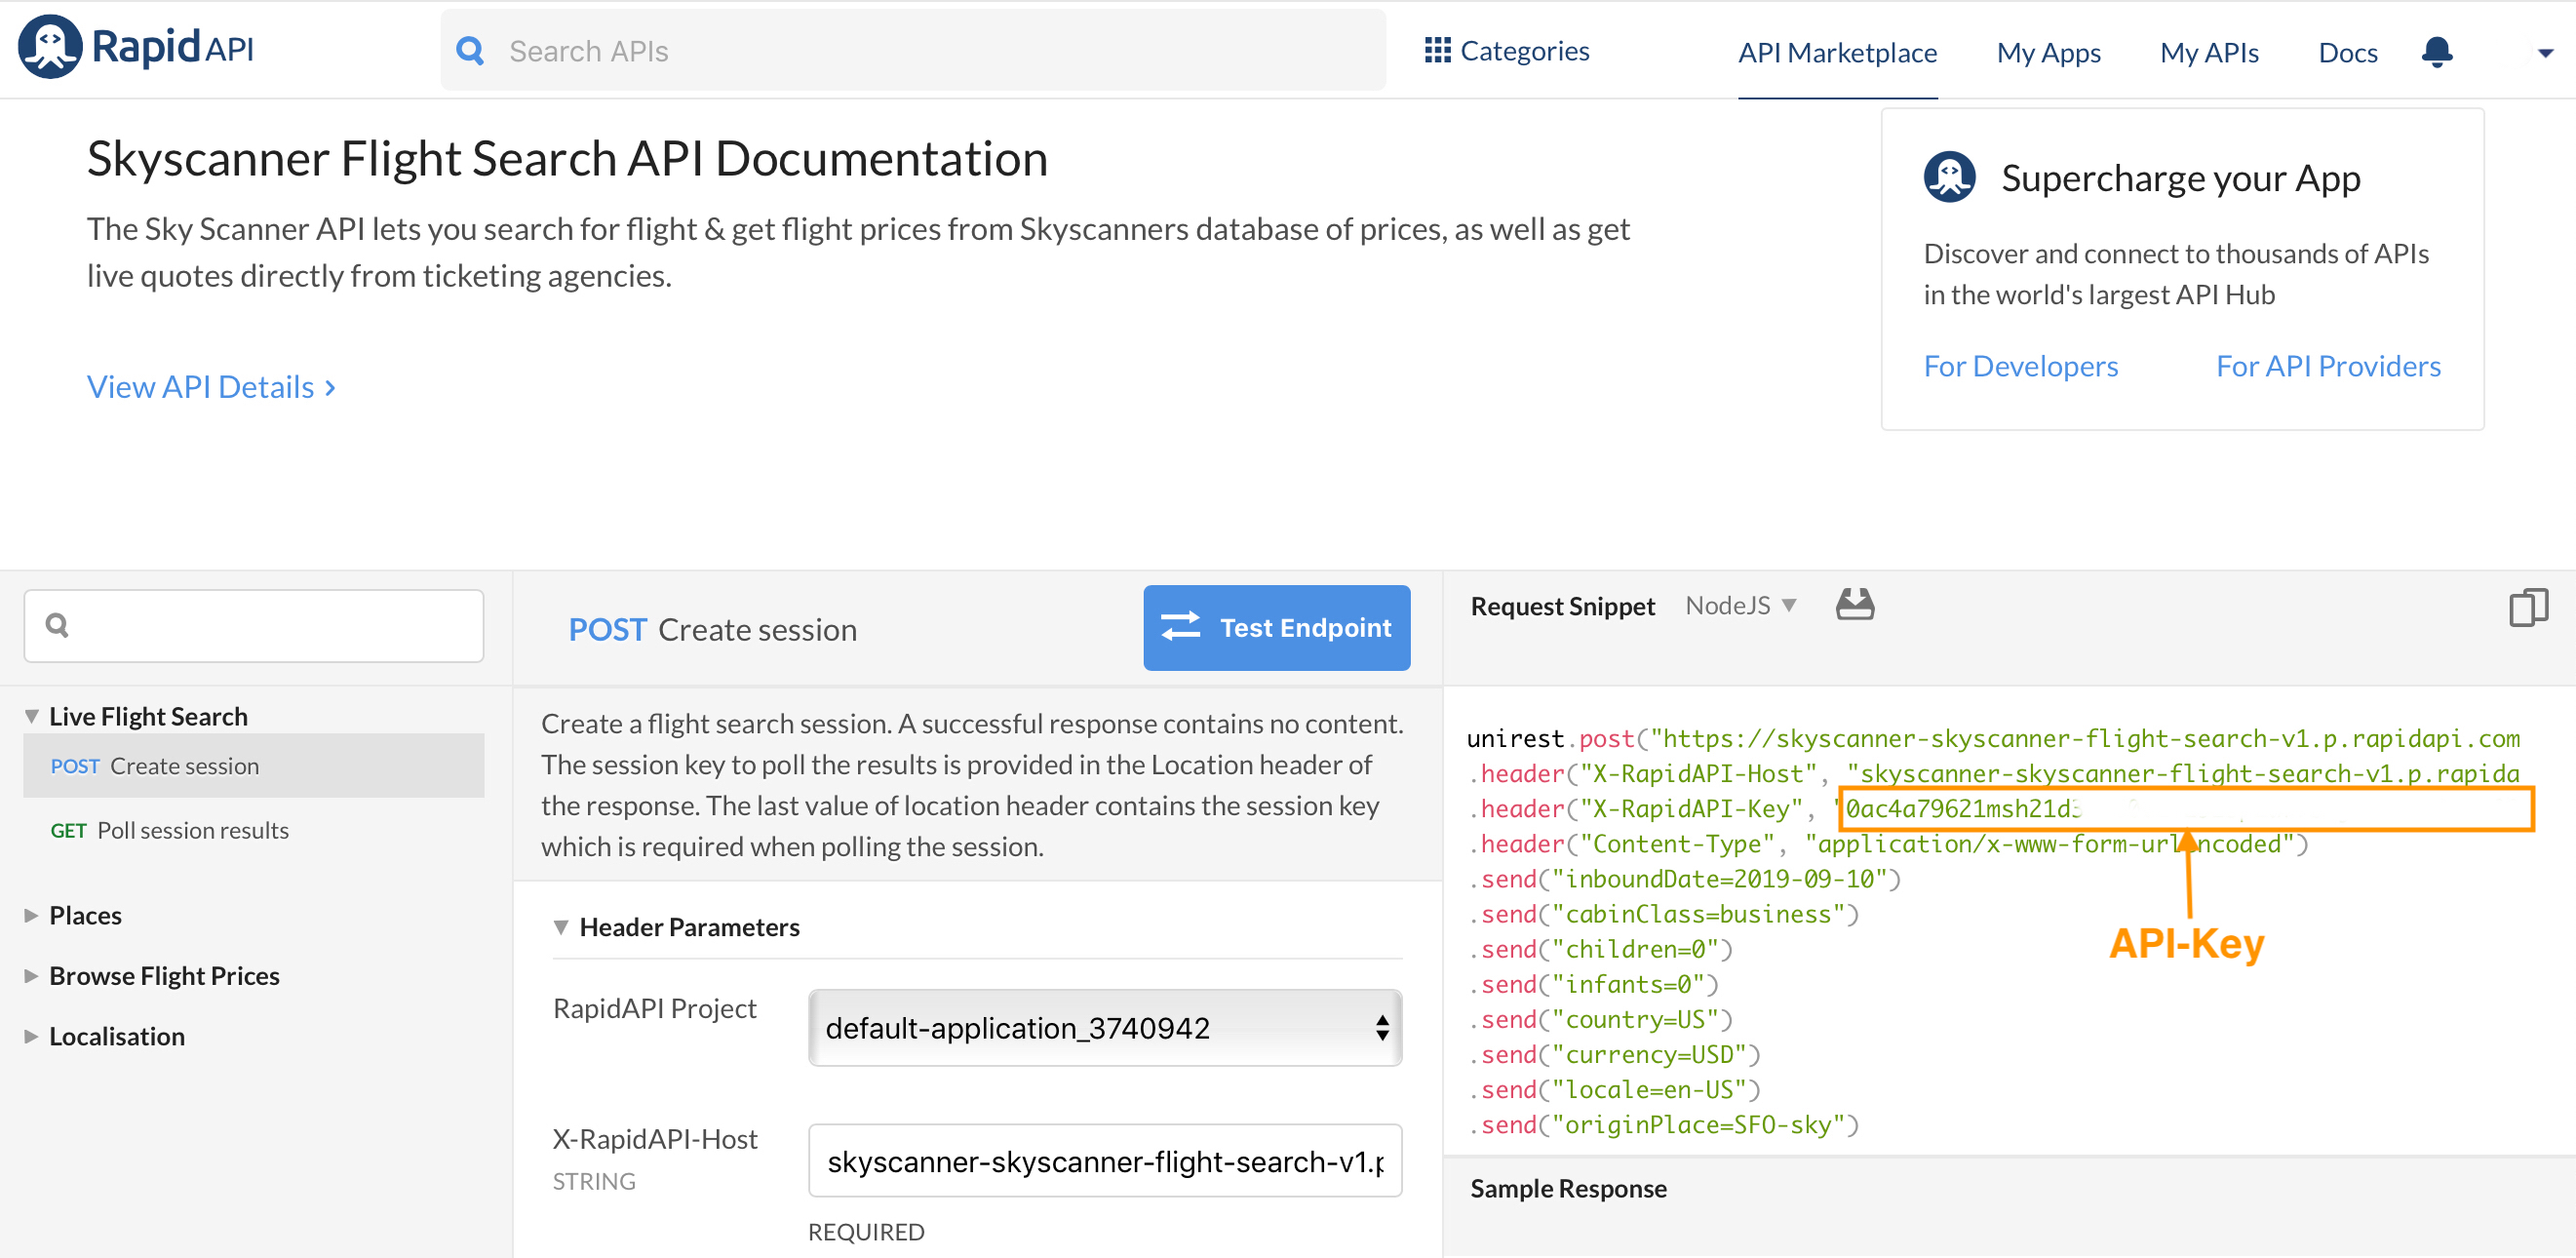 RapidAPI
Search APIs
Categories
API Marketplace
My Apps
My APIs
Docs
Skyscanner Flight Search API Documentation
The Sky Scanner API lets you search for flight & get flight prices from Skyscanners database of prices, as well as get
live quotes directly from ticketing agencies.
View API Details >
Supercharge your App
Discover and connect to thousands of APIs
in the world's largest API Hub
For Developers
For API Providers
Live Flight Search
POST Create session
GET Poll session results
Places
Browse Flight Prices
Localisation
POST Create session
Test Endpoint
Create a flight search session. A successful response contains no content.
The session key to poll the results is provided in the Location header of
the response. The last value of location header contains the session key
which is required when polling the session.
Header Parameters
RapidAPI Project
default-application_3740942
X-RapidAPI-Host
STRING
skyscanner-skyscanner-flight-search-v1.p
REQUIRED
Request Snippet
NodeJS
unirest.post("https://skyscanner-skyscanner-flight-search-v1.p.rapidapi.com
.header("X-RapidAPI-Host", "skyscanner-skyscanner-flight-search-v1.p.rapida
.header("X-RapidAPI-Key", "0ac4a79621msh21d
.header("Content-Type", "application/x-www-form-urlencoded")
.send("inboundDate=2019-09-10")
.send("cabinClass=business")
.send("children=0")
.send("infants=0")
.send("country=US")
.send("currency=USD")
.send("locale=en-US")
.send("originPlace=SFO-sky")
API-Key
Sample Response